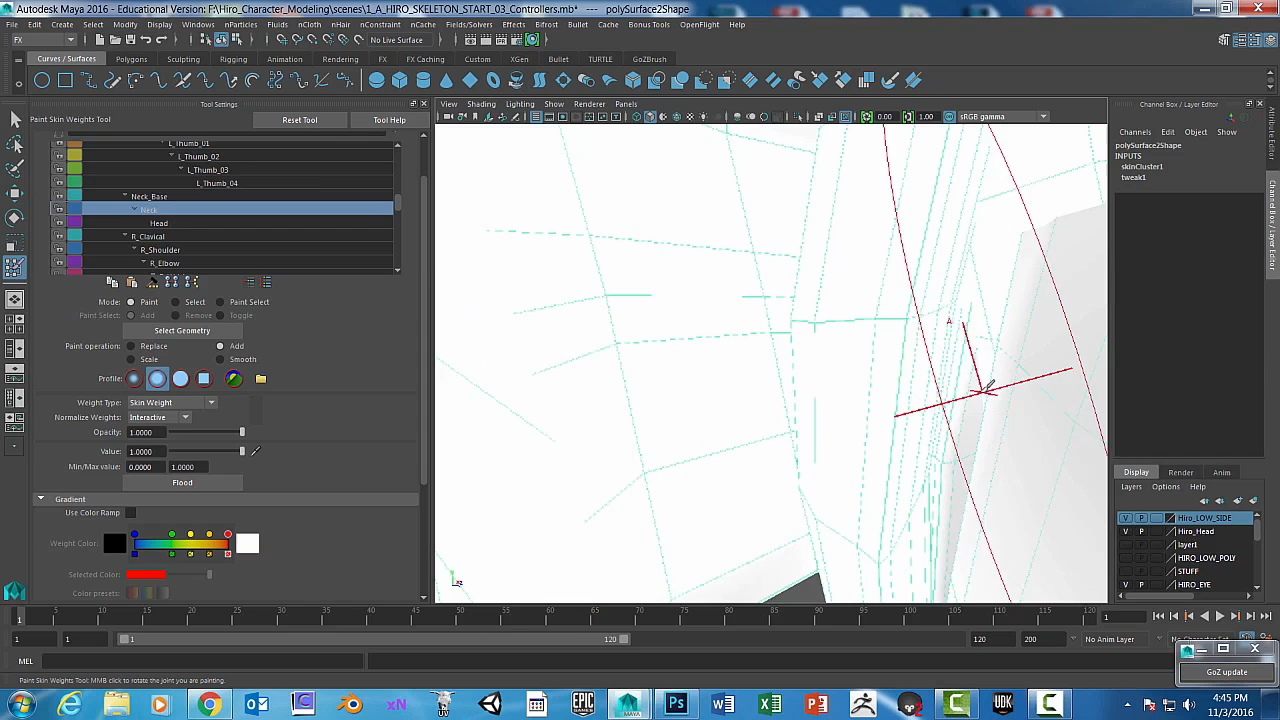 Autodesk Maya 2016 - Educational Version: F:\Hiro_Character_Modeling\scenes\1_A_HIRO_SKELETON_START_03_Controllers.mb* --- polySurface2Shape
File Edit Create Select Modify Display Windows nParticles Fluids nCloth nHair nConstraint nCache Fields/Solvers Effects Bifrost Bullet Cache Bonus Tools OpenFlight Help
FX No Live Surface
Curves / Surfaces Polygons Sculpting Rigging Animation Rendering FX FX Caching Custom XGen Bullet TURTLE GoZBrush
Tool Settings
Paint Skin Weights Tool Reset Tool Tool Help
L_Thumb_01
L_Thumb_02
L_Thumb_03
L_Thumb_04
Neck_Base
Neck
Head
R_Clavical
R_Shoulder
R_Elbow
Mode: Paint Select Paint Select
Paint Select: Add Remove Toggle
Select Geometry
Paint operation: Replace Add
Scale Smooth
Profile:
Weight Type: Skin Weight
Normalize Weights: Interactive
Opacity: 1.0000
Value: 1.0000
Min/Max value: 0.0000 1.0000
Flood
Gradient
Use Color Ramp
Weight Color:
Selected Color:
Color presets:
View Shading Lighting Show Renderer Panels
0.00 1.00 sRGB gamma
A
Channel Box / Layer Editor
Channels Edit Object Show
polySurface2Shape
INPUTS
skinCluster1
tweak1
Attribute Editor
Channel Box / Layer Editor
Display Render Anim
Layers Options Help
V P Hiro_LOW_SIDE
V P Hiro_Head
layer1
HIRO_LOW_POLY
STUFF
V P HIRO_EYE
5 10 15 20 25 30 35 40 45 50 55 60 65 70 75 80 85 90 95 100 105 110 115 120
1
1 1 1 120 120 200 No Anim Layer
MEL
Paint Skin Weights Tool: MMB click to rotate the joint you are painting.
GoZ update
4:45 PM
11/3/2016